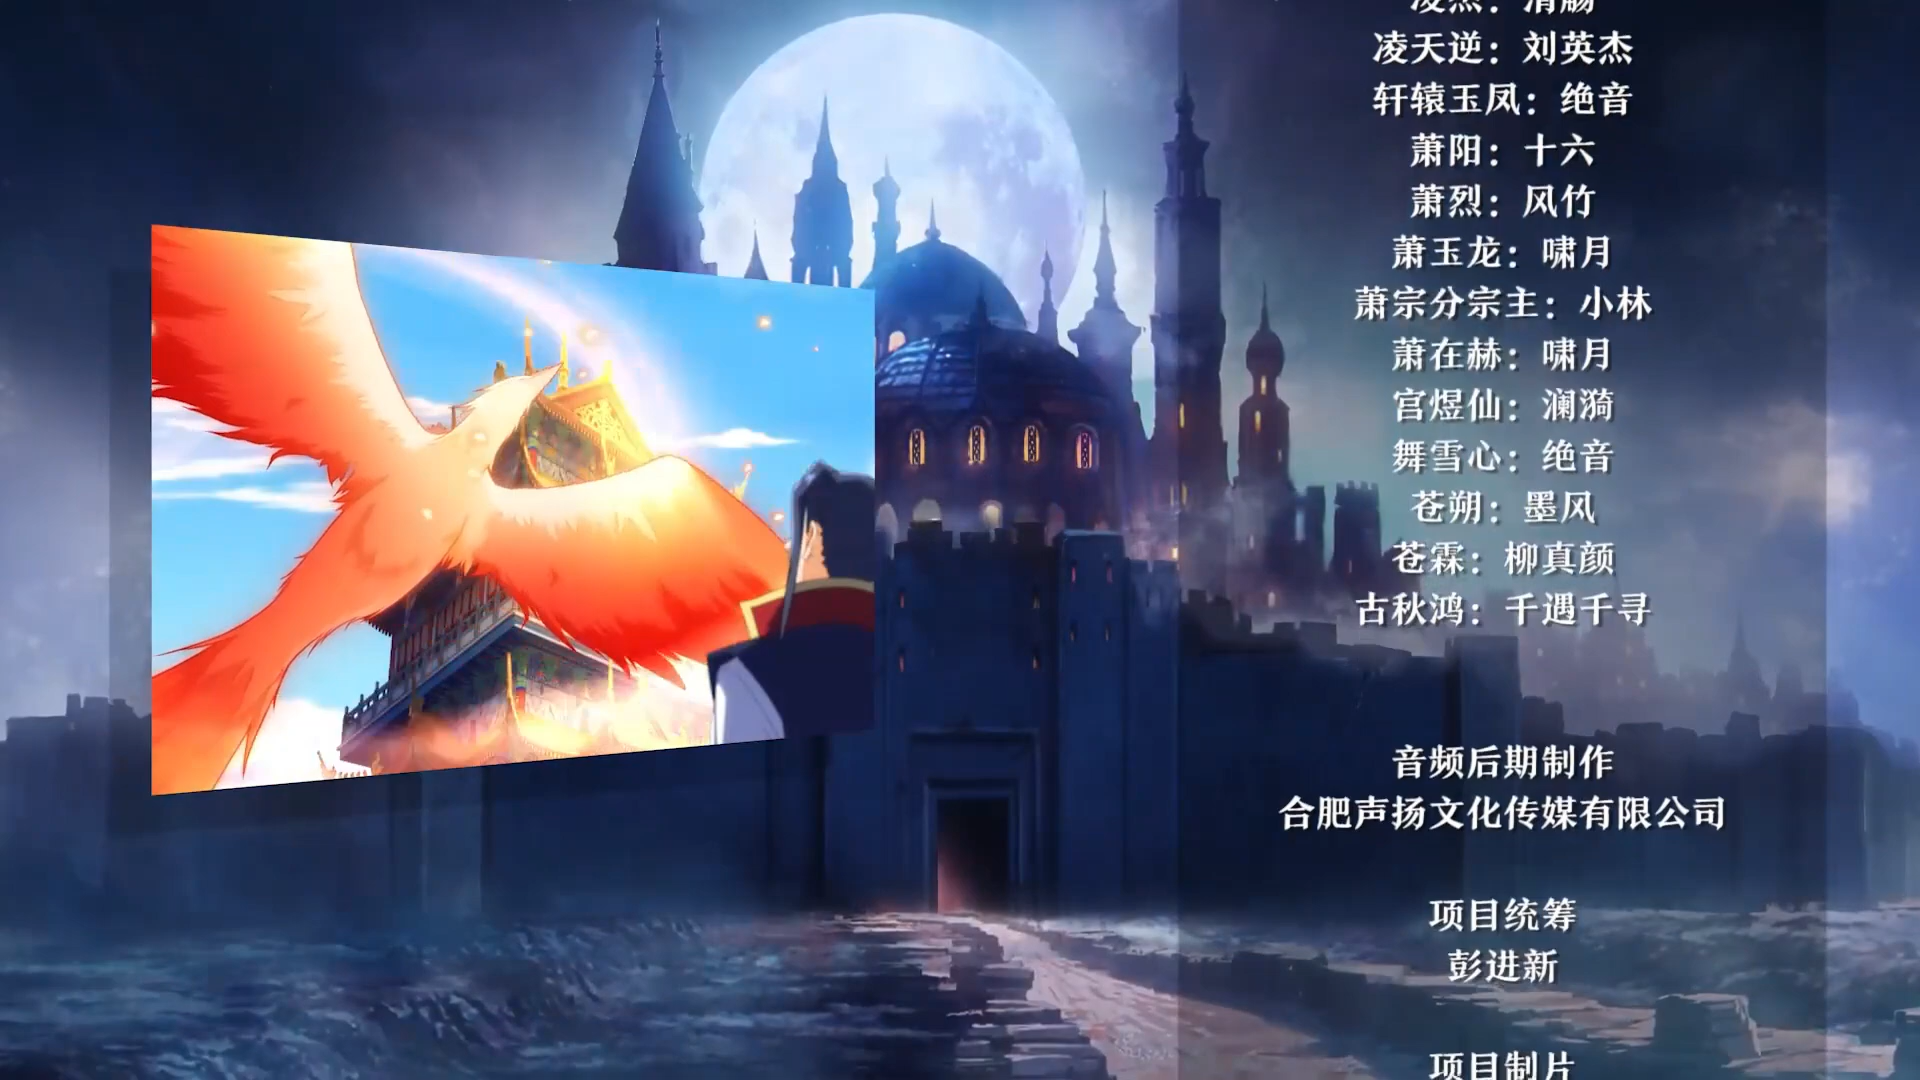 凌杰：清觞
凌天逆：刘英杰
轩辕玉凤：绝音
萧阳：十六
萧烈：风竹
萧玉龙：啸月
萧宗分宗主：小林
萧在赫：啸月
宫煜仙：澜漪
舞雪心：绝音
苍朔：墨风
苍霖：柳真颜
古秋鸿：千遇千寻
音频后期制作
合肥声扬文化传媒有限公司
项目统筹
彭进新
项目制片